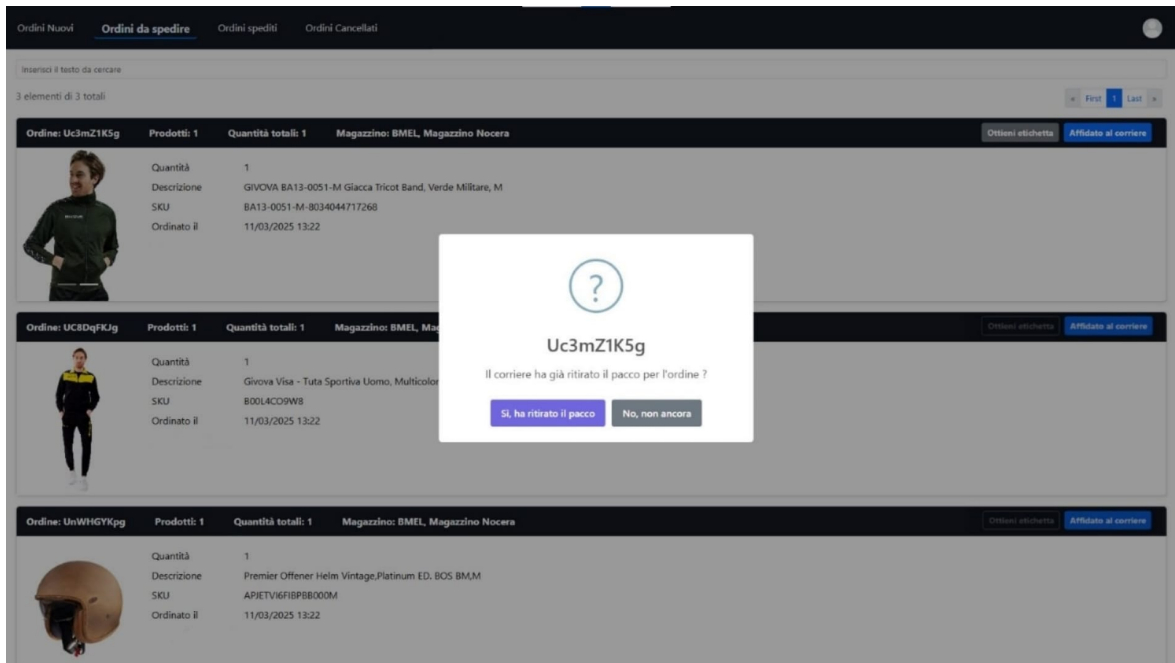 Ordini Nuovi Ordini da spedire Ordini spediti Ordini Cancellati
Inserisci il testo da cercare
3 elementi di 3 totali « First 1 Last »
Ordine: Uc3mZ1K5g Prodotti: 1 Quantità totali: 1 Magazzino: BMEL, Magazzino Nocera Ottieni etichetta Affidato al corriere
Quantità 1
Descrizione GIVOVA BA13-0051-M Giacca Tricot Band, Verde Militare, M
SKU BA13-0051-M-8034044717268
Ordinato il 11/03/2025 13:22
Ordine: UC8DqFKJg Prodotti: 1 Quantità totali: 1 Magazzino: BMEL, Ottieni etichetta Affidato al corriere
Quantità 1
Descrizione Givova Visa - Tuta Sportiva Uomo, Multicolor
SKU B00L4CO9W8
Ordinato il 11/03/2025 13:22
Uc3mZ1K5g
Il corriere ha già ritirato il pacco per l'ordine ?
Sì, ha ritirato il pacco No, non ancora
Ordine: UnWHGYKpg Prodotti: 1 Quantità totali: 1 Magazzino: BMEL, Magazzino Nocera Ottieni etichetta Affidato al corriere
Quantità 1
Descrizione Premier Offener Helm Vintage,Platinum ED. BOS BM,M
SKU APJETVI6FIBPBB000M
Ordinato il 11/03/2025 13:22